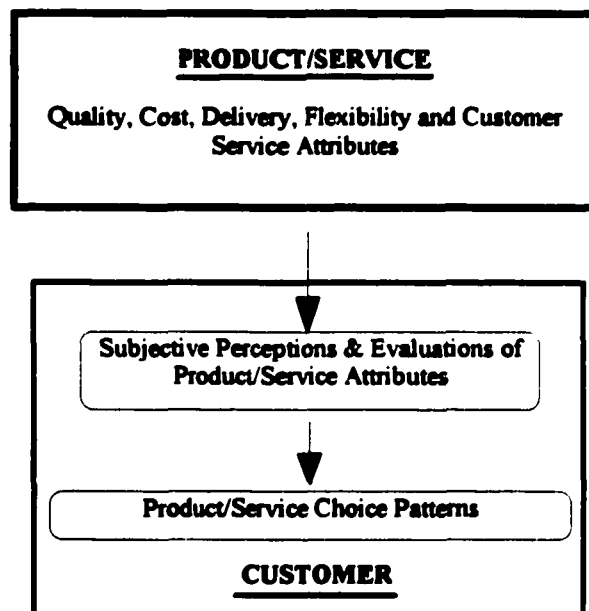 PRODUCT/SERVICE
Quality, Cost, Delivery, Flexibility and Customer
Service Attributes
Subjective Perceptions & Evaluations of
Product/Service Attributes
Product/Service Choice Patterns
CUSTOMER